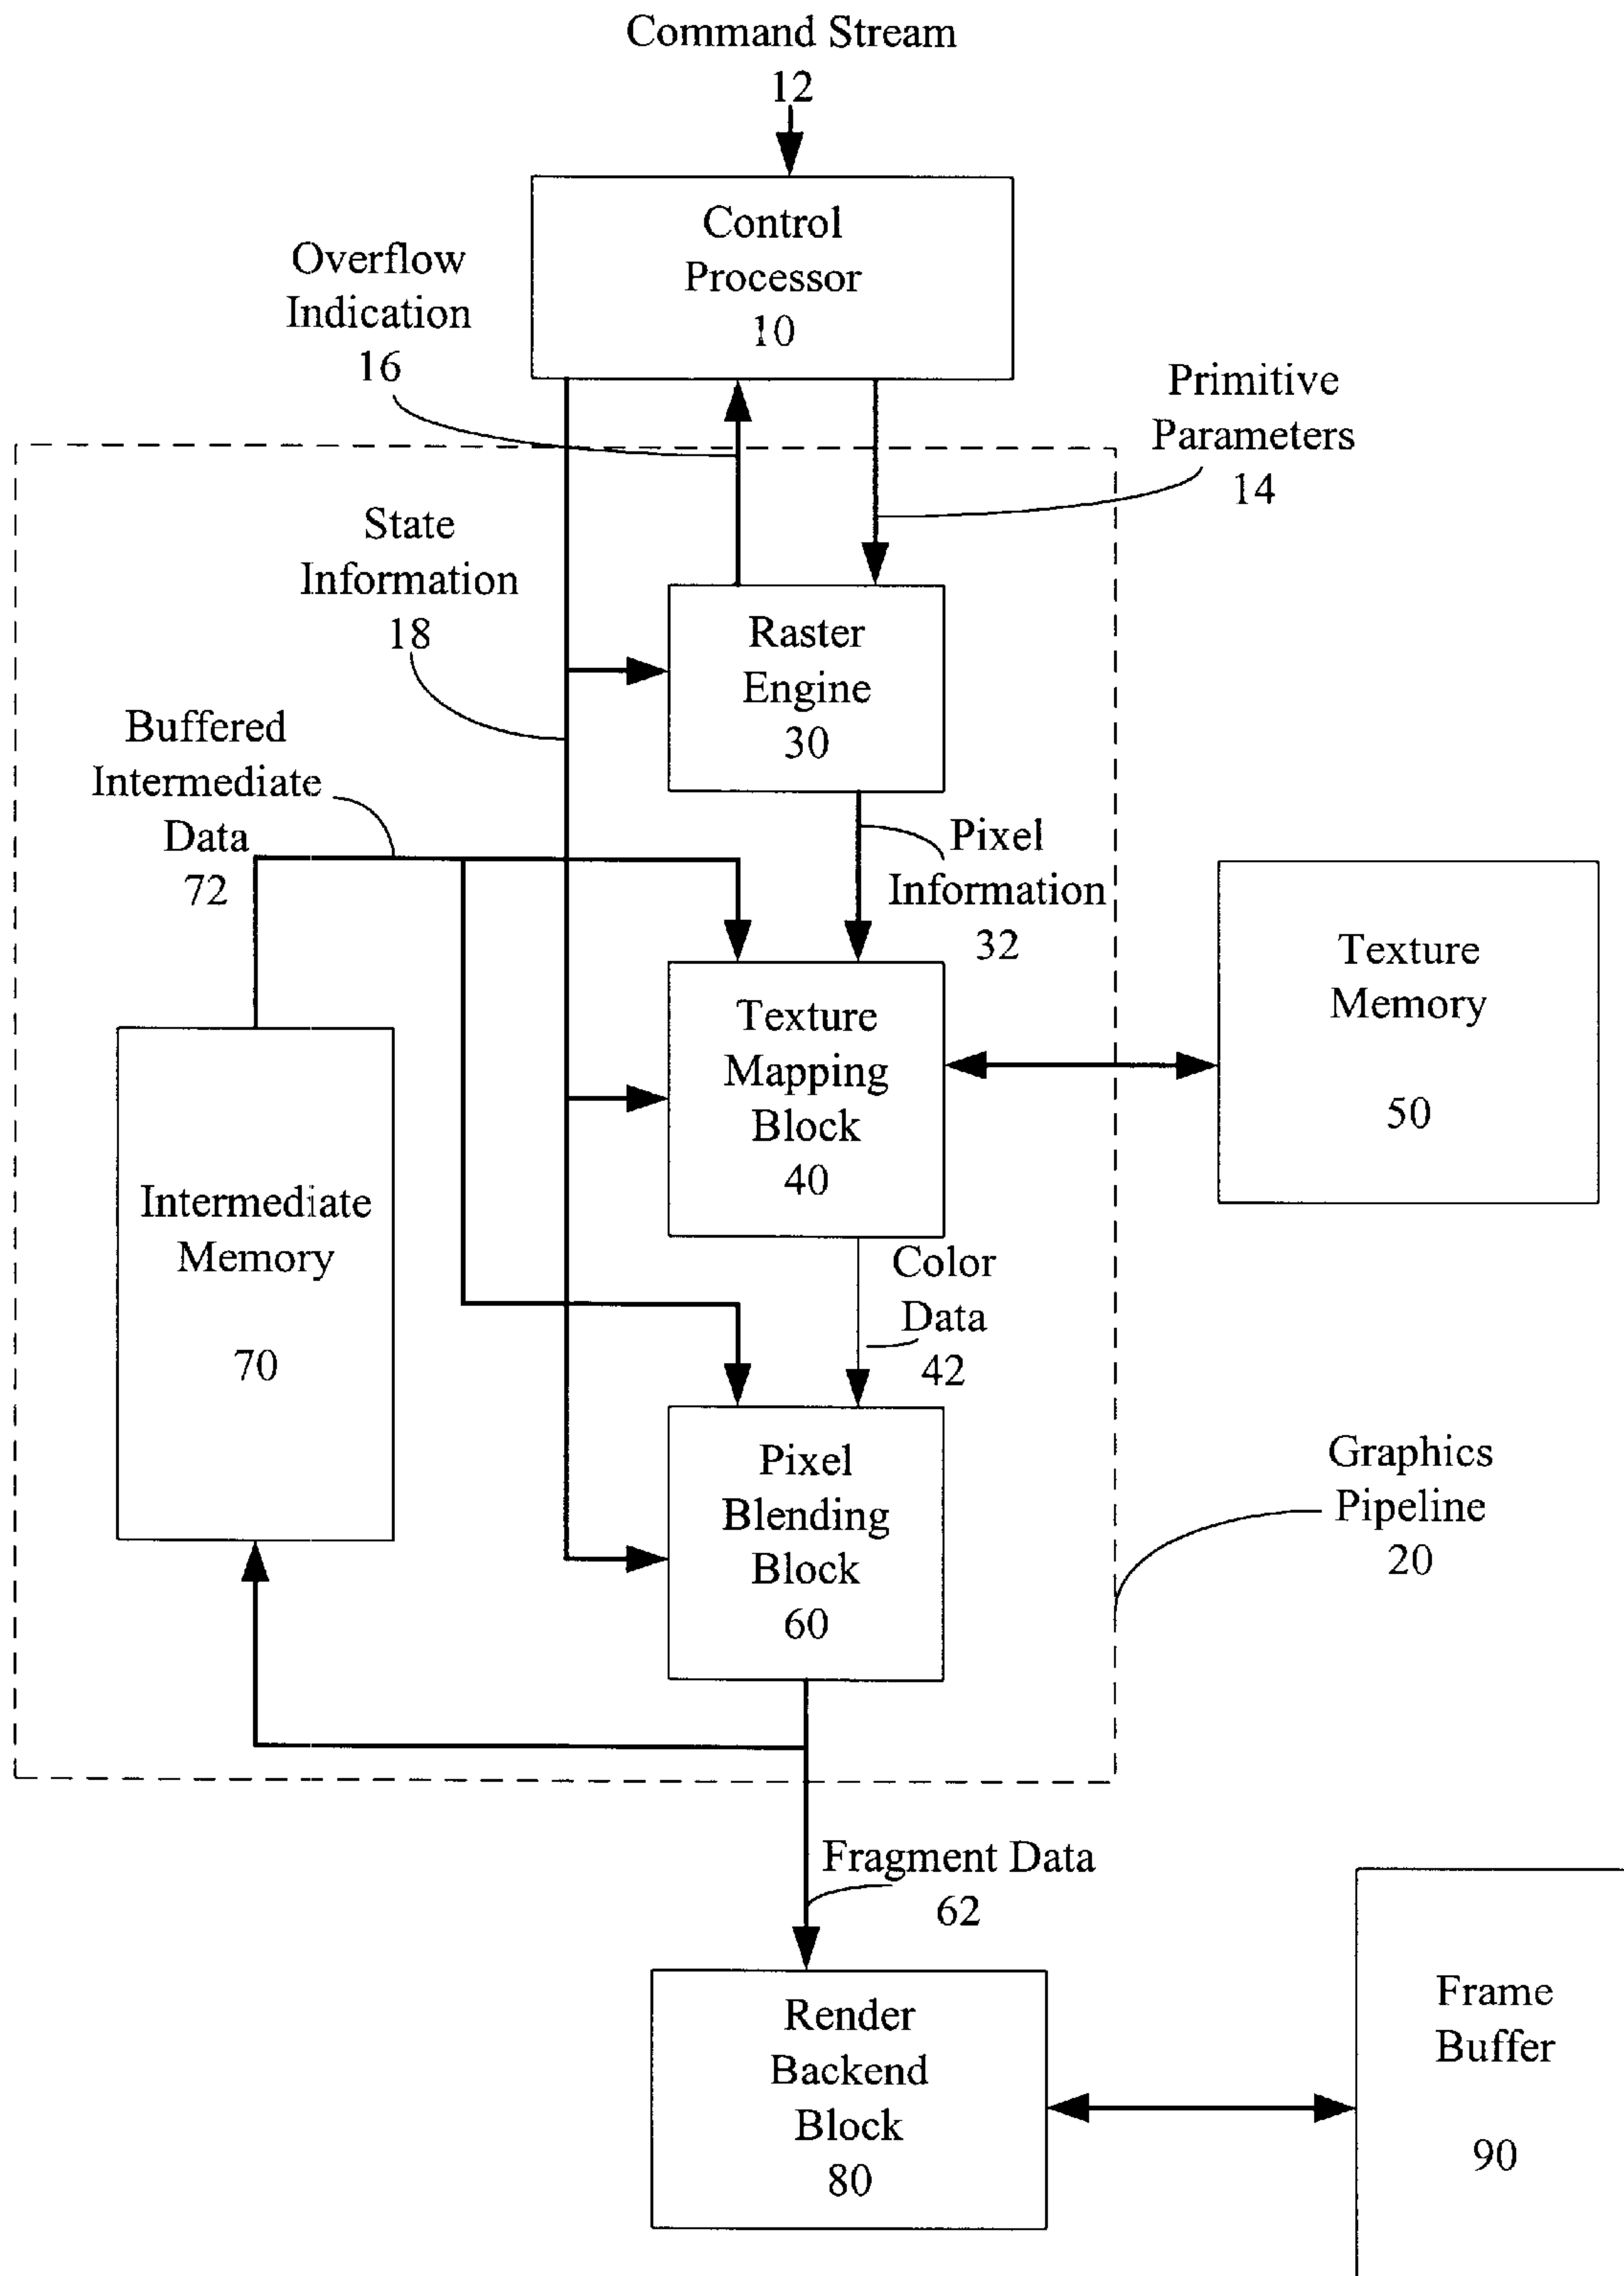 Command Stream
12
Control
Processor
10
Overflow
Indication
16
Primitive
Parameters
14
State
Information
18
Raster
Engine
30
Buffered
Intermediate
Data
72
Pixel
Information
32
Texture
Memory
50
Texture
Mapping
Block
40
Intermediate
Memory
70
Color
Data
42
Pixel
Blending
Block
60
Graphics
Pipeline
20
Fragment Data
62
Render
Backend
Block
80
Frame
Buffer
90